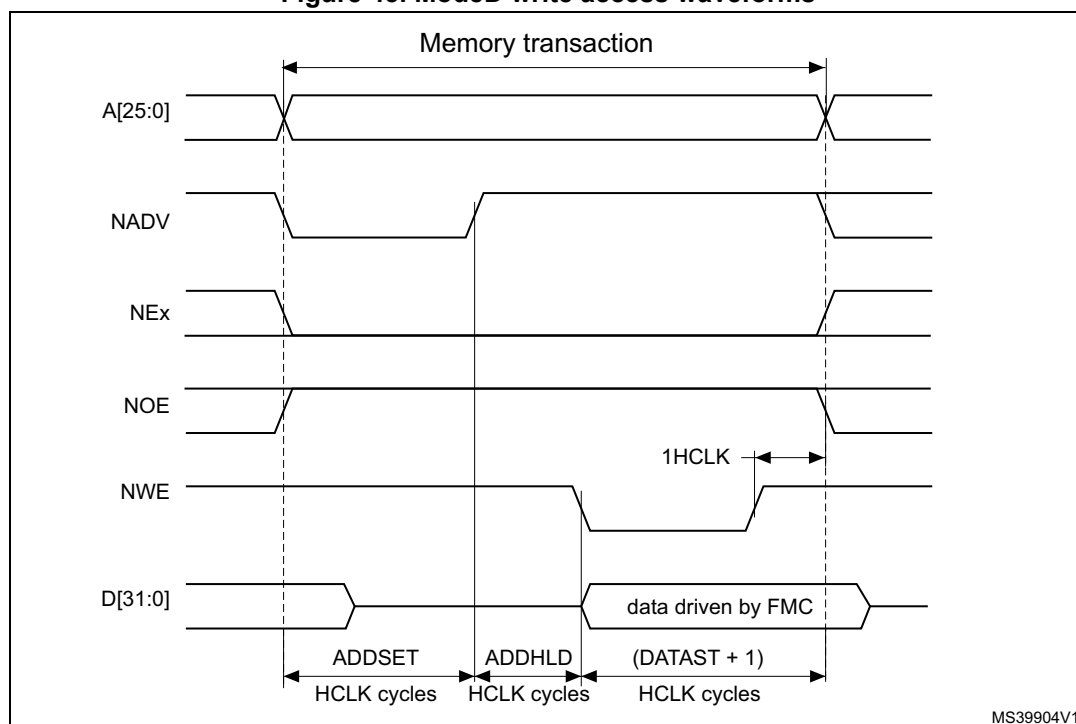 Figure ModeD write access waveforms
Memory transaction
A[25:0]
NADV
NEx
NOE
1HCLK
NWE
D[31:0]
data driven by FMC
ADDSET ADDHLD (DATAST + 1)
HCLK cycles HCLK cycles HCLK cycles
MS39904V1